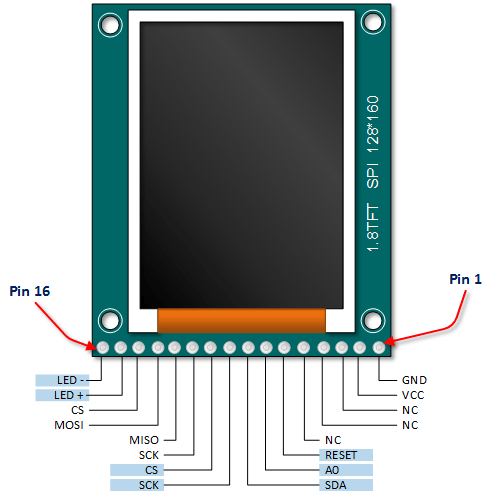 1.8TFT SPI 128*160
Pin 16
Pin 1
LED -
LED +
CS
MOSI
MISO
SCK
CS
SCK
GND
VCC
NC
NC
NC
RESET
A0
SDA